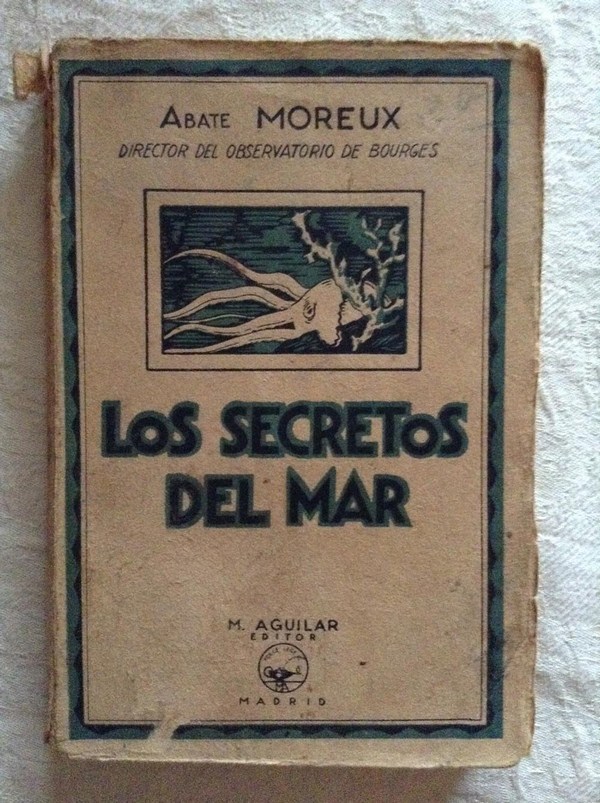 ABATE MOREUX
DIRECTOR DEL OBSERVATORIO DE BOURGES
LOS SECRETOS
DEL MAR
M. AGUILAR
EDITOR
MADRID